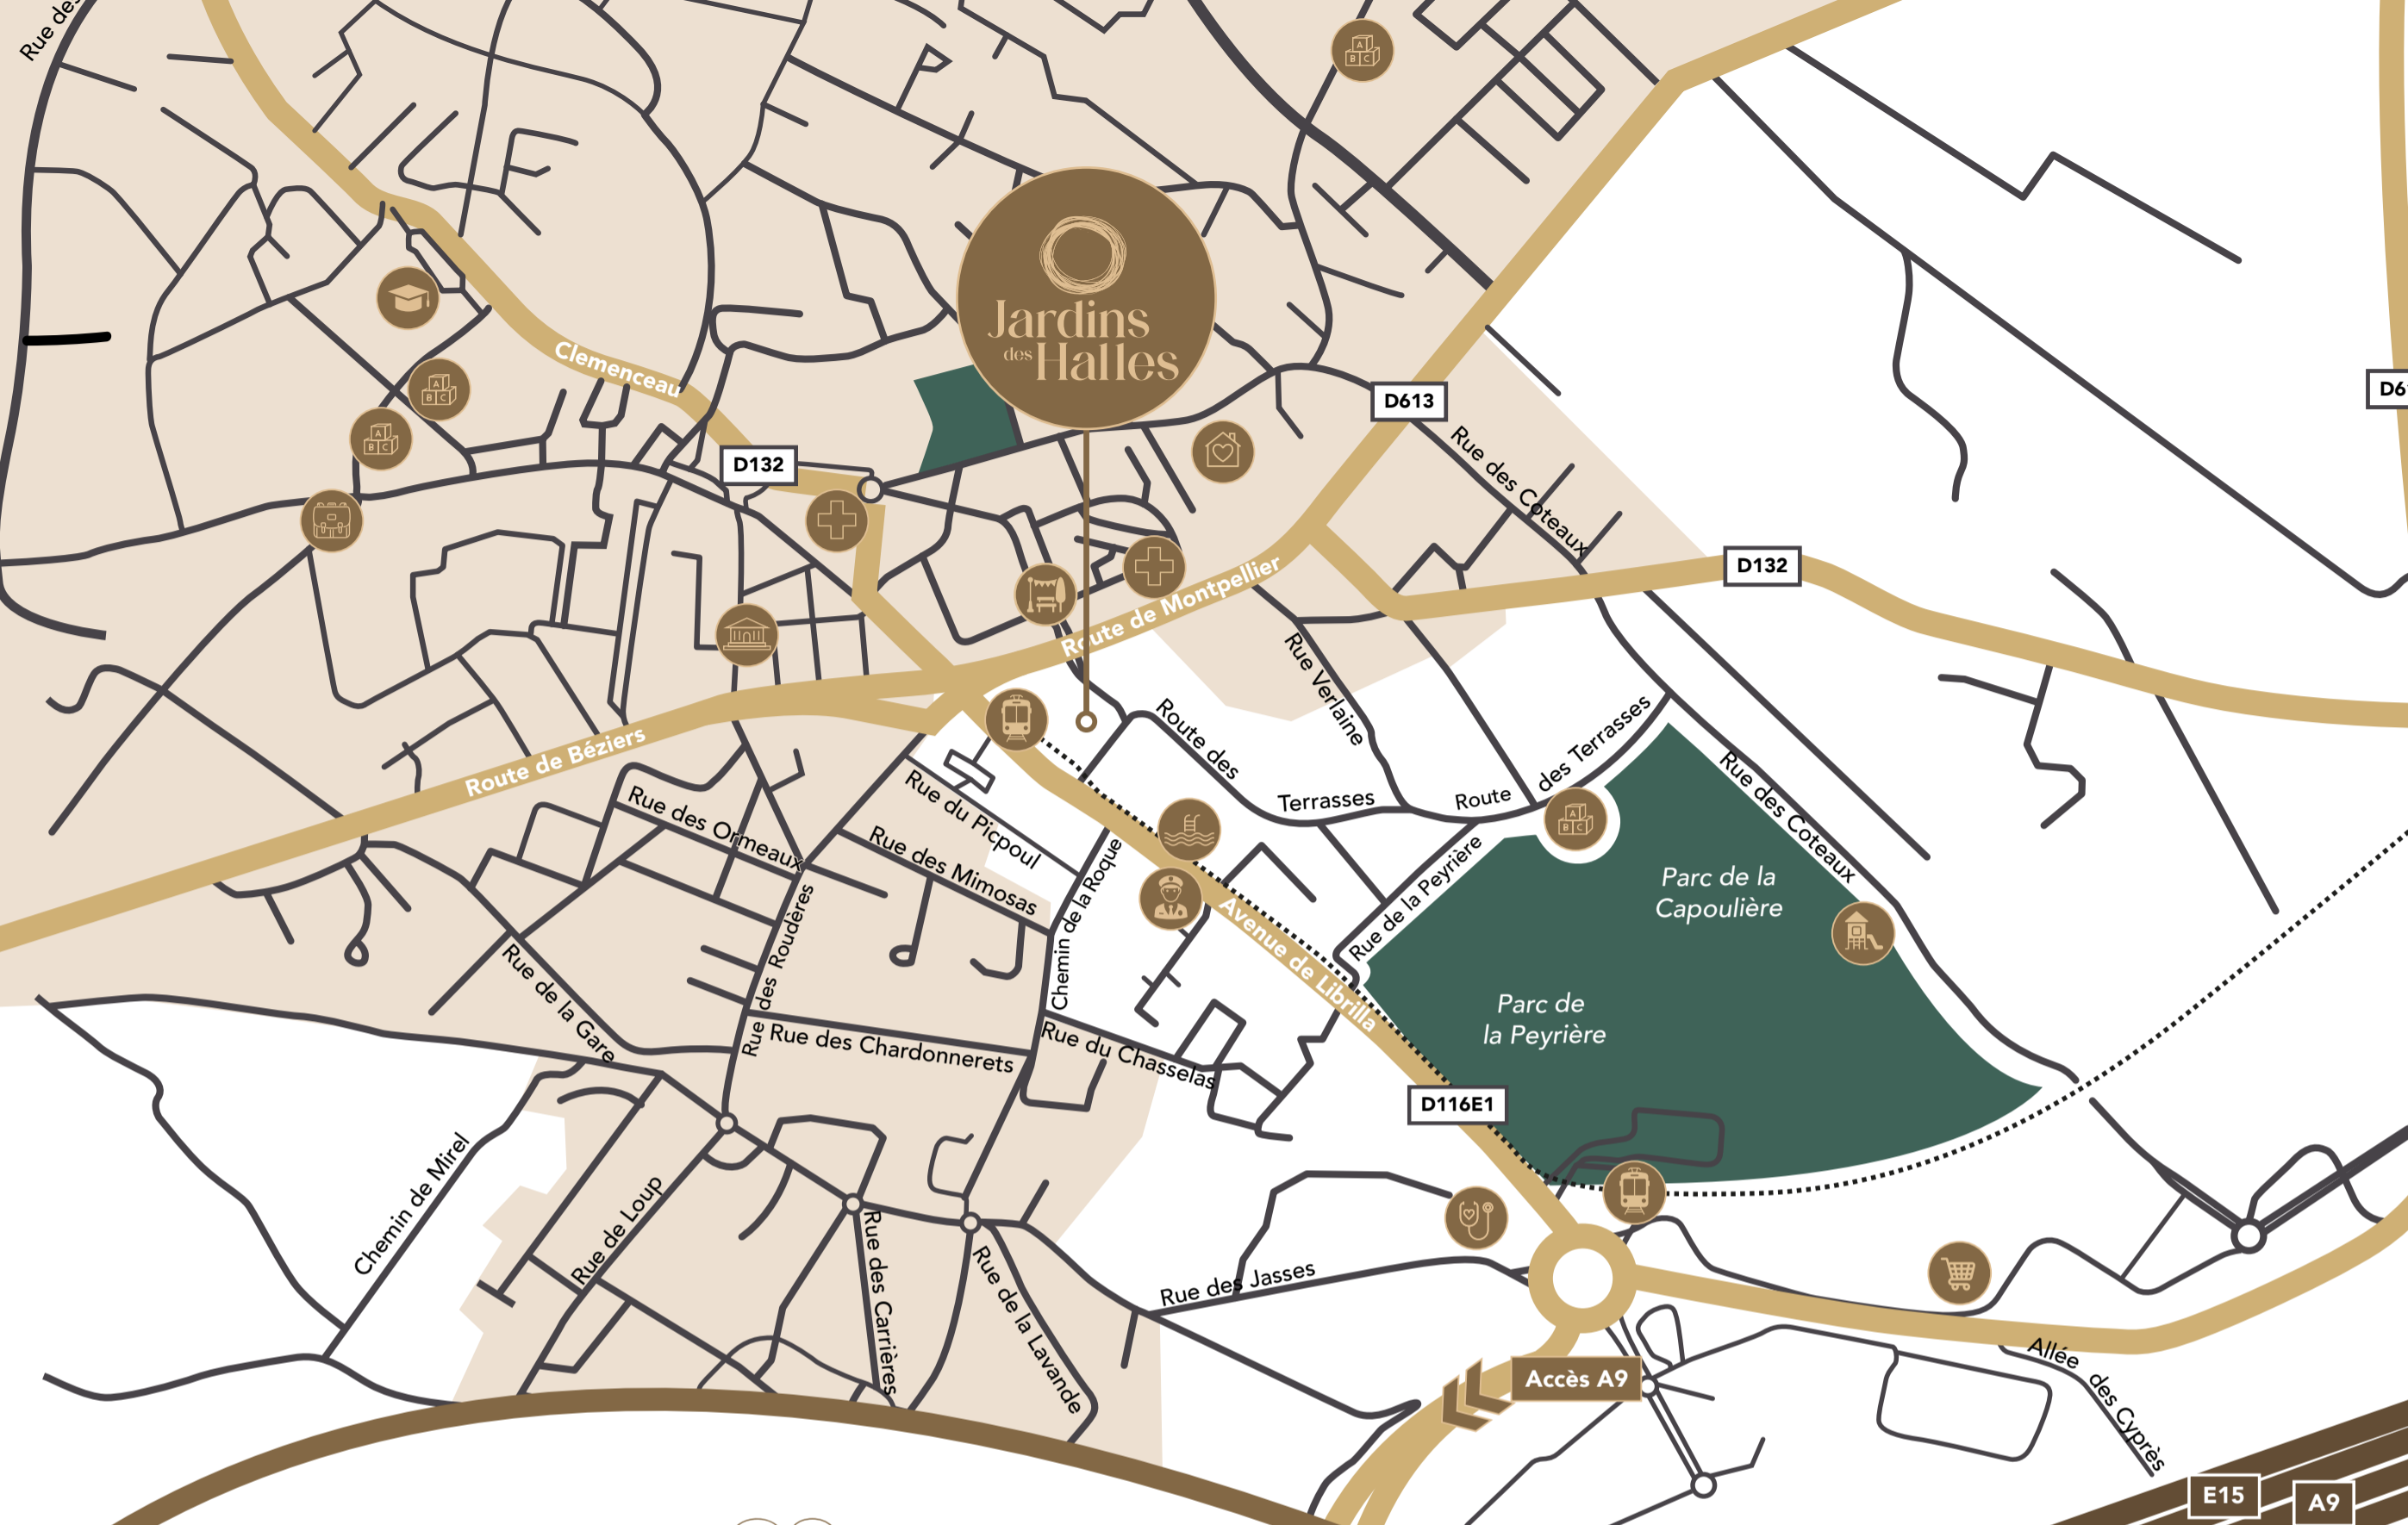 Rue des
Clemenceau
Jardins
des Halles
D132
D613
Rue des Coteaux
D132
Route de Montpellier
Rue Verlaine
Route des
Terrasses
Route
des Terrasses
Route de Béziers
Rue des Ormeaux
Rue du Picpoul
Rue des Mimosas
Chemin de la Roque
Rue de la Peyrière
Rue des Coteaux
Parc de la
Capoulière
Avenue de Librilla
Parc de
la Peyrière
Rue de la Gare
Rue des Roudères
Rue des Chardonnerets
Rue du Chasselas
D116E1
Chemin de Mirel
Rue de Loup
Rue des Carrières
Rue de la Lavande
Rue des Jasses
Accès A9
Allée des Cyprès
E15
A9